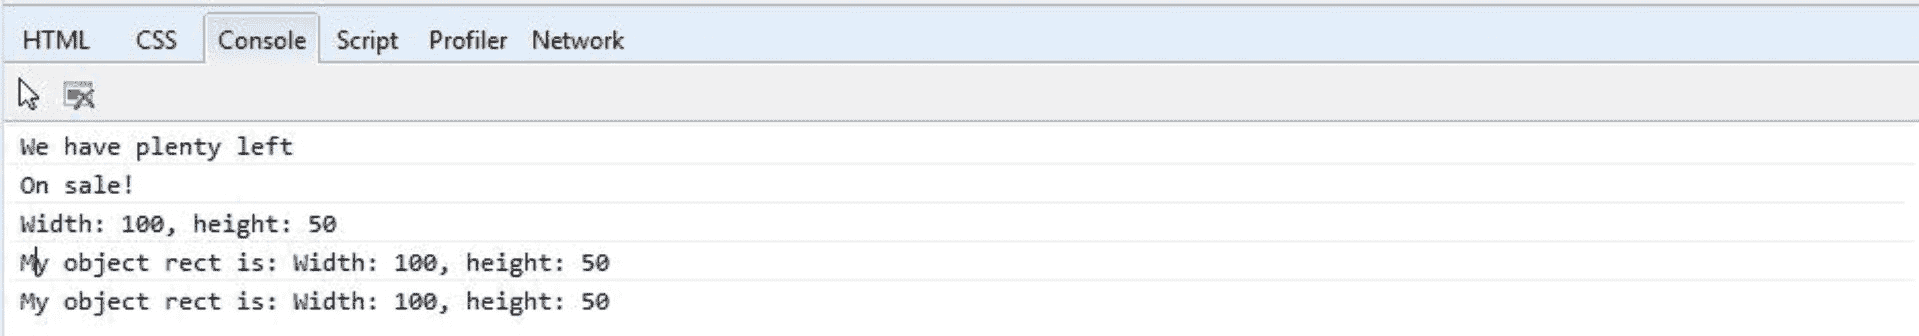 HTML CSS Console Script Profiler Network
We have plenty left
On sale!
Width: 100, height: 50
My object rect is: Width: 100, height: 50
My object rect is: Width: 100, height: 50